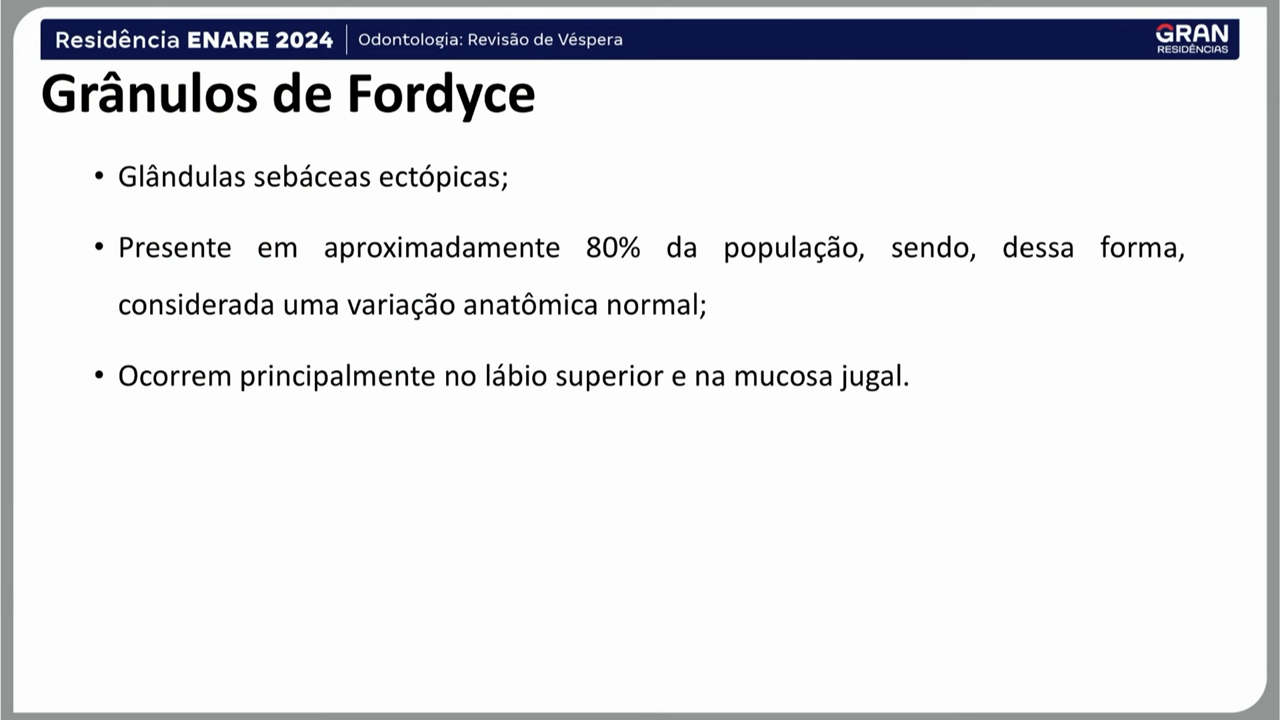 Residência ENARE 2024 | Odontologia: Revisão de Véspera
GRAN
RESIDÊNCIAS
Grânulos de Fordyce
• Glândulas sebáceas ectópicas;
• Presente em aproximadamente 80% da população, sendo, dessa forma,
considerada uma variação anatômica normal;
• Ocorrem principalmente no lábio superior e na mucosa jugal.